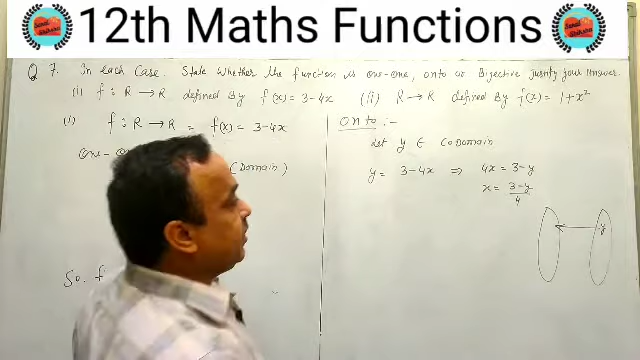 12th Maths Functions
Q 7. In each Case. State whether the function is one-one, onto or Bijective justify your answer.
(i) f : R → R defined By f(x) = 3-4x (ii) R → R defined By f(x) = 1+x²
(i) f : R → R = f(x) = 3-4x
One-
(Domain)
So, f
Onto :-
let y ∈ CoDomain
y = 3-4x ⇒ 4x = 3-y
x = 3-y/4
y